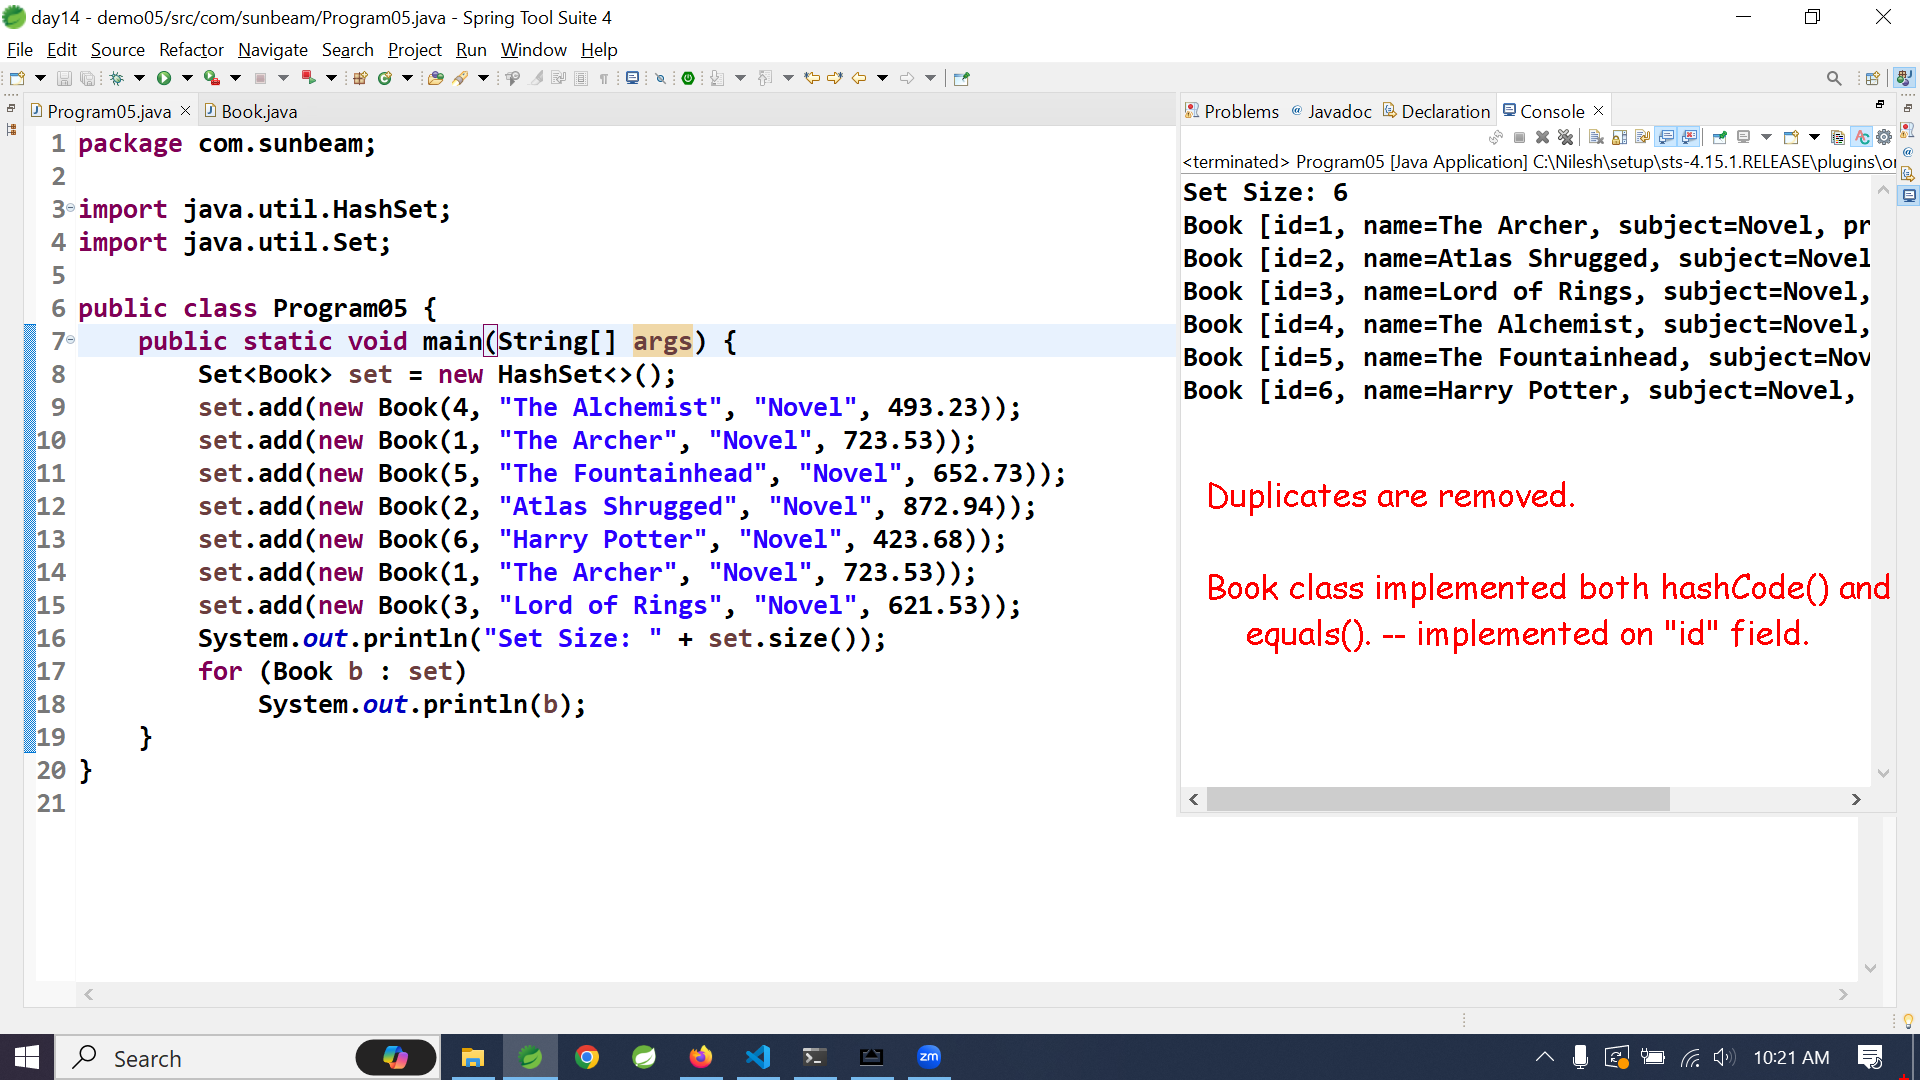 day14 - demo05/src/com/sunbeam/Program05.java - Spring Tool Suite 4
File Edit Source Refactor Navigate Search Project Run Window Help
Program05.java
Book.java
1 package com.sunbeam;
2
3 import java.util.HashSet;
4 import java.util.Set;
5
6 public class Program05 {
7 public static void main(String[] args) {
8 Set<Book> set = new HashSet<>();
9 set.add(new Book(4, "The Alchemist", "Novel", 493.23));
10 set.add(new Book(1, "The Archer", "Novel", 723.53));
11 set.add(new Book(5, "The Fountainhead", "Novel", 652.73));
12 set.add(new Book(2, "Atlas Shrugged", "Novel", 872.94));
13 set.add(new Book(6, "Harry Potter", "Novel", 423.68));
14 set.add(new Book(1, "The Archer", "Novel", 723.53));
15 set.add(new Book(3, "Lord of Rings", "Novel", 621.53));
16 System.out.println("Set Size: " + set.size());
17 for (Book b : set)
18 System.out.println(b);
19 }
20 }
21
Problems @ Javadoc Declaration Console
<terminated> Program05 [Java Application] C:\Nilesh\setup\sts-4.15.1.RELEASE\plugins\or
Set Size: 6
Book [id=1, name=The Archer, subject=Novel, pr
Book [id=2, name=Atlas Shrugged, subject=Novel
Book [id=3, name=Lord of Rings, subject=Novel,
Book [id=4, name=The Alchemist, subject=Novel,
Book [id=5, name=The Fountainhead, subject=Nov
Book [id=6, name=Harry Potter, subject=Novel,
Duplicates are removed.
Book class implemented both hashCode() and
equals(). -- implemented on "id" field.
Search
zm
10:21 AM